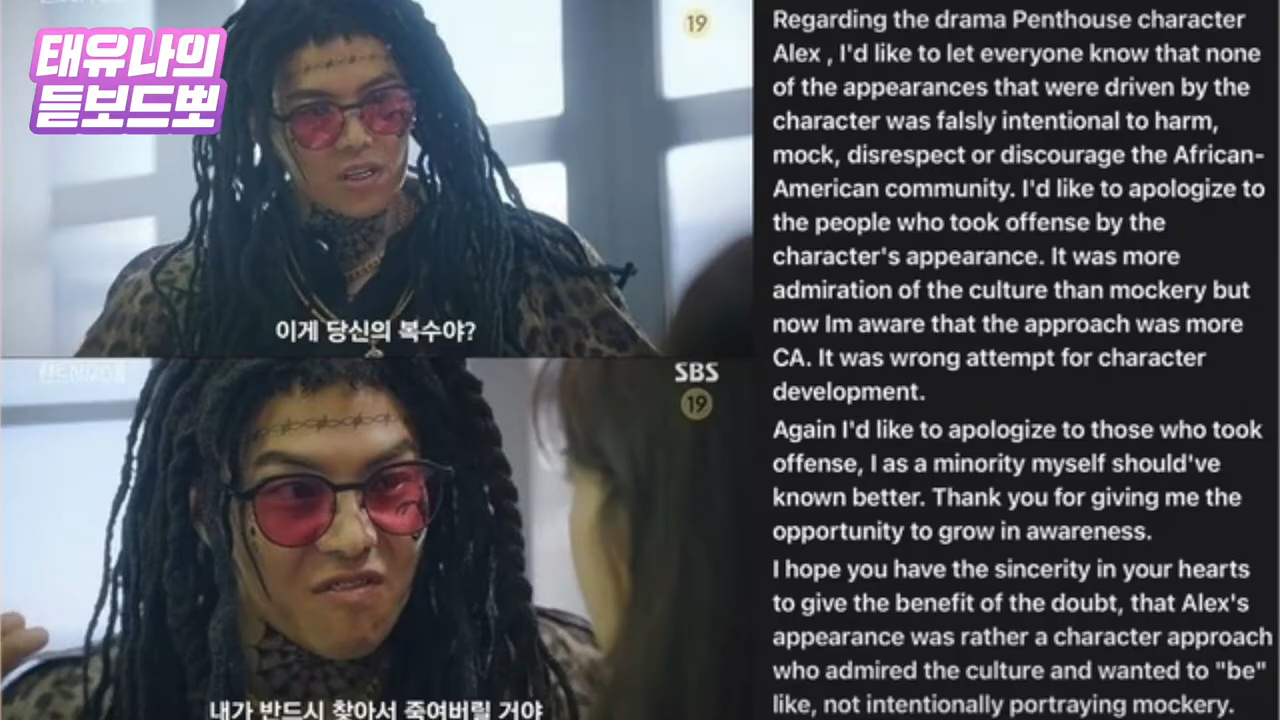 태유나의
듣보드뽀
19
이게 당신의 복수야?
SBS
19
내가 반드시 찾아서 죽여버릴 거야
Regarding the drama Penthouse character
Alex , I'd like to let everyone know that none
of the appearances that were driven by the
character was falsly intentional to harm,
mock, disrespect or discourage the African-
American community. I'd like to apologize to
the people who took offense by the
character's appearance. It was more
admiration of the culture than mockery but
now Im aware that the approach was more
CA. It was wrong attempt for character
development.
Again I'd like to apologize to those who took
offense, I as a minority myself should've
known better. Thank you for giving me the
opportunity to grow in awareness.
I hope you have the sincerity in your hearts
to give the benefit of the doubt, that Alex's
appearance was rather a character approach
who admired the culture and wanted to "be"
like, not intentionally portraying mockery.